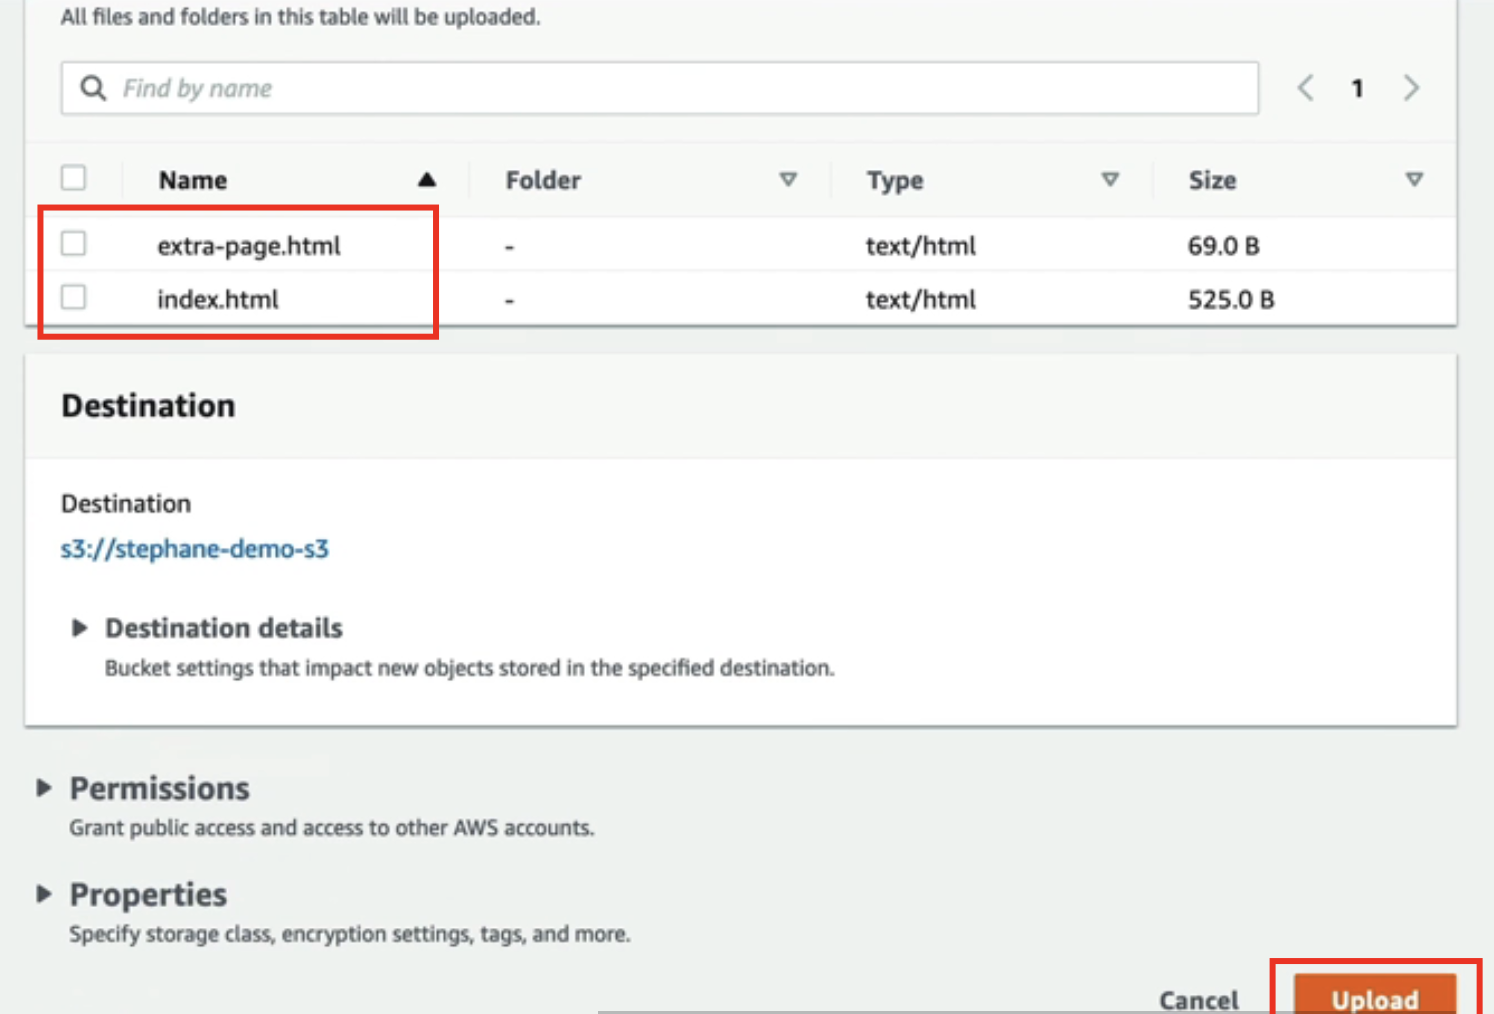 All files and folders in this table will be uploaded.
Find by name
1
Name Folder Type Size
extra-page.html - text/html 69.0 B
index.html - text/html 525.0 B
Destination
Destination
s3://stephane-demo-s3
Destination details
Bucket settings that impact new objects stored in the specified destination.
Permissions
Grant public access and access to other AWS accounts.
Properties
Specify storage class, encryption settings, tags, and more.
Cancel Upload